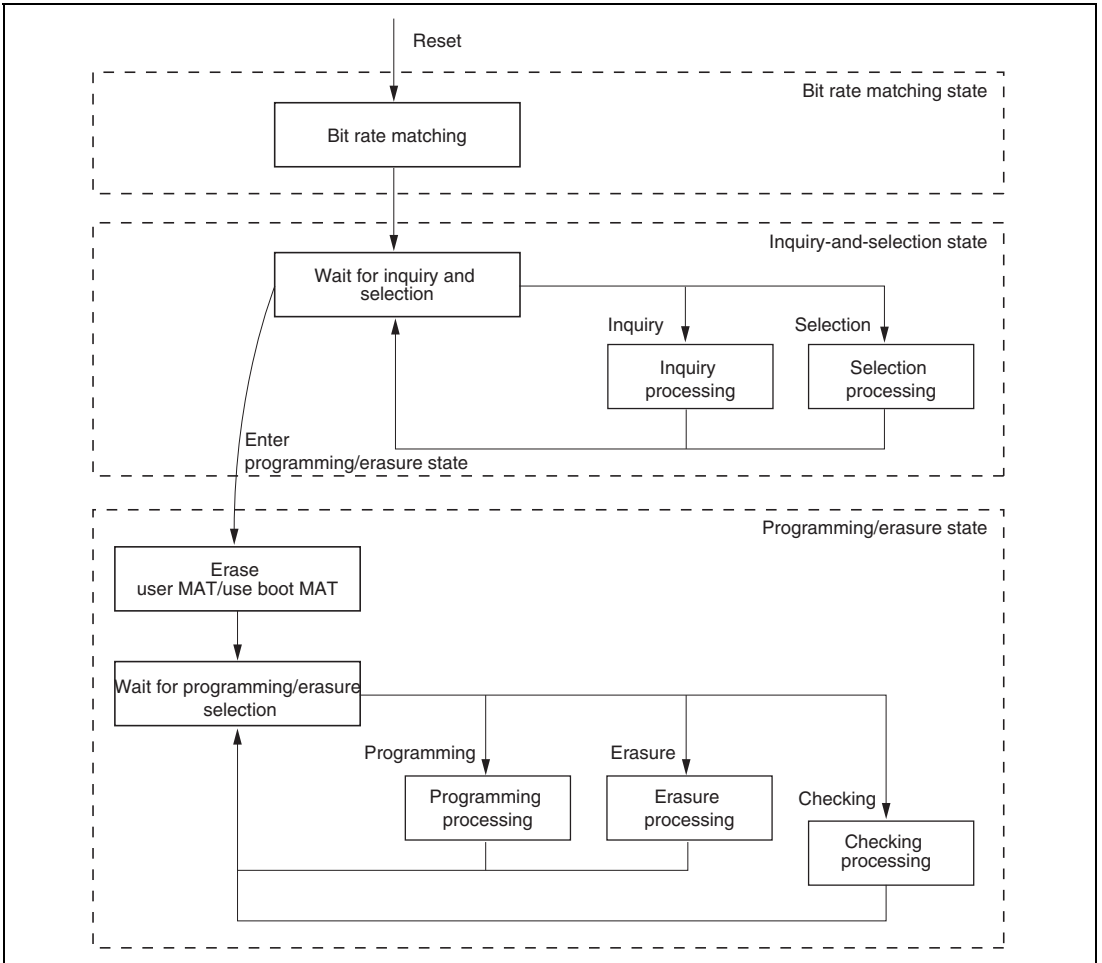 Reset
Bit rate matching state
Bit rate matching
Inquiry-and-selection state
Wait for inquiry and
selection
Inquiry
Selection
Inquiry
processing
Selection
processing
Enter
programming/erasure state
Programming/erasure state
Erase
user MAT/use boot MAT
Wait for programming/erasure
selection
Programming
Erasure
Checking
Programming
processing
Erasure
processing
Checking
processing